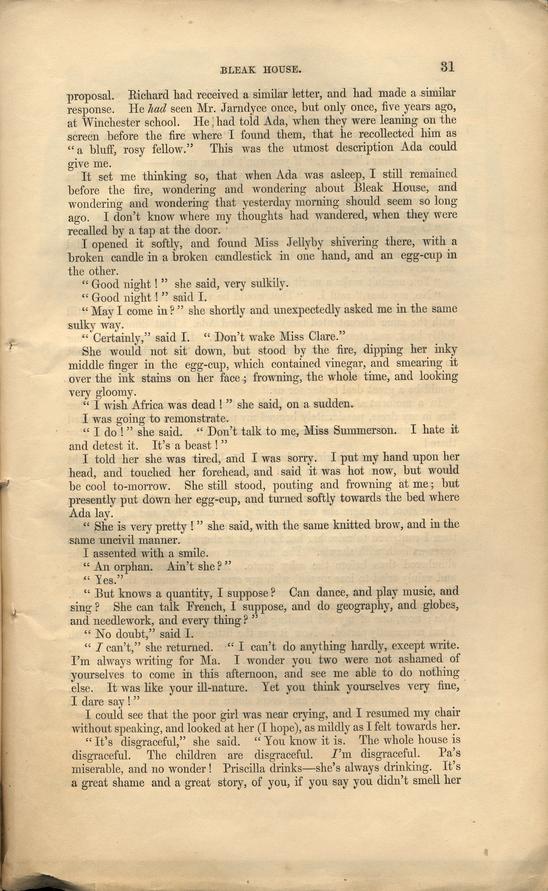 BLEAK HOUSE. 31
proposal. Richard had received a similar letter, and had made a similar
response. He had seen Mr. Jarndyce once, but only once, five years ago,
at Winchester school. He had told Ada, when they were leaning on the
screen before the fire where I found them, that he recollected him as
“a bluff, rosy fellow.” This was the utmost description Ada could
give me.
It set me thinking so, that when Ada was asleep, I still remained
before the fire, wondering and wondering about Bleak House, and
wondering and wondering that yesterday morning should seem so long
ago. I don't know where my thoughts had wandered, when they were
recalled by a tap at the door.
I opened it softly, and found Miss Jellyby shivering there, with a
broken candle in a broken candlestick in one hand, and an egg-cup in
the other.
“Good night!” she said, very sulkily.
“Good night!” said I.
“May I come in?” she shortly and unexpectedly asked me in the same
sulky way.
“Certainly,” said I. “Don't wake Miss Clare.”
She would not sit down, but stood by the fire, dipping her inky
middle finger in the egg-cup, which contained vinegar, and smearing it
over the ink stains on her face; frowning, the whole time, and looking
very gloomy.
“I wish Africa was dead!” she said, on a sudden.
I was going to remonstrate.
“I do!” she said. “Don't talk to me, Miss Summerson. I hate it
and detest it. It's a beast!”
I told her she was tired, and I was sorry. I put my hand upon her
head, and touched her forehead, and said it was hot now, but would
be cool to-morrow. She still stood, pouting and frowning at me; but
presently put down her egg-cup, and turned softly towards the bed where
Ada lay.
“She is very pretty!” she said, with the same knitted brow, and in the
same uncivil manner.
I assented with a smile.
“An orphan. Ain't she?”
“Yes.”
“But knows a quantity, I suppose? Can dance, and play music, and
sing? She can talk French, I suppose, and do geography, and globes,
and needlework, and every thing?”
“No doubt,” said I.
“I can't,” she returned. “I can't do anything hardly, except write.
I'm always writing for Ma. I wonder you two were not ashamed of
yourselves to come in this afternoon, and see me able to do nothing
else. It was like your ill-nature. Yet you think yourselves very fine,
I dare say!”
I could see that the poor girl was near crying, and I resumed my chair
without speaking, and looked at her (I hope), as mildly as I felt towards her.
“It's disgraceful,” she said. “You know it is. The whole house is
disgraceful. The children are disgraceful. I'm disgraceful. Pa's
miserable, and no wonder! Priscilla drinks—she's always drinking. It's
a great shame and a great story, of you, if you say you didn't smell her